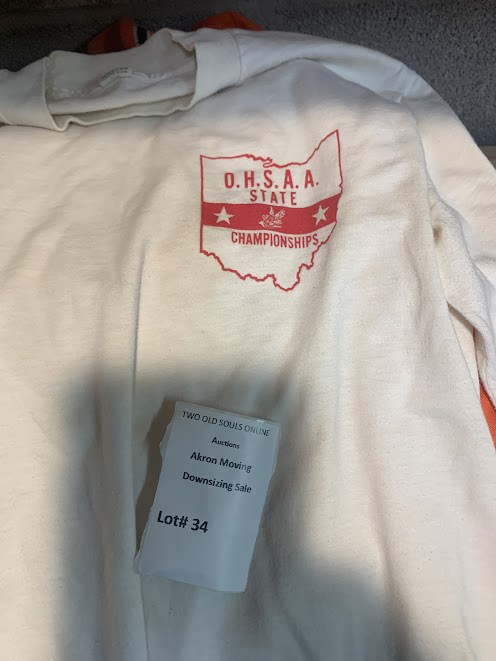 O.H.S.A.A.
STATE
CHAMPIONSHIPS
TWO OLD SOULS ONLINE
Auctions
Akron Moving
Downsizing Sale
Lot# 34